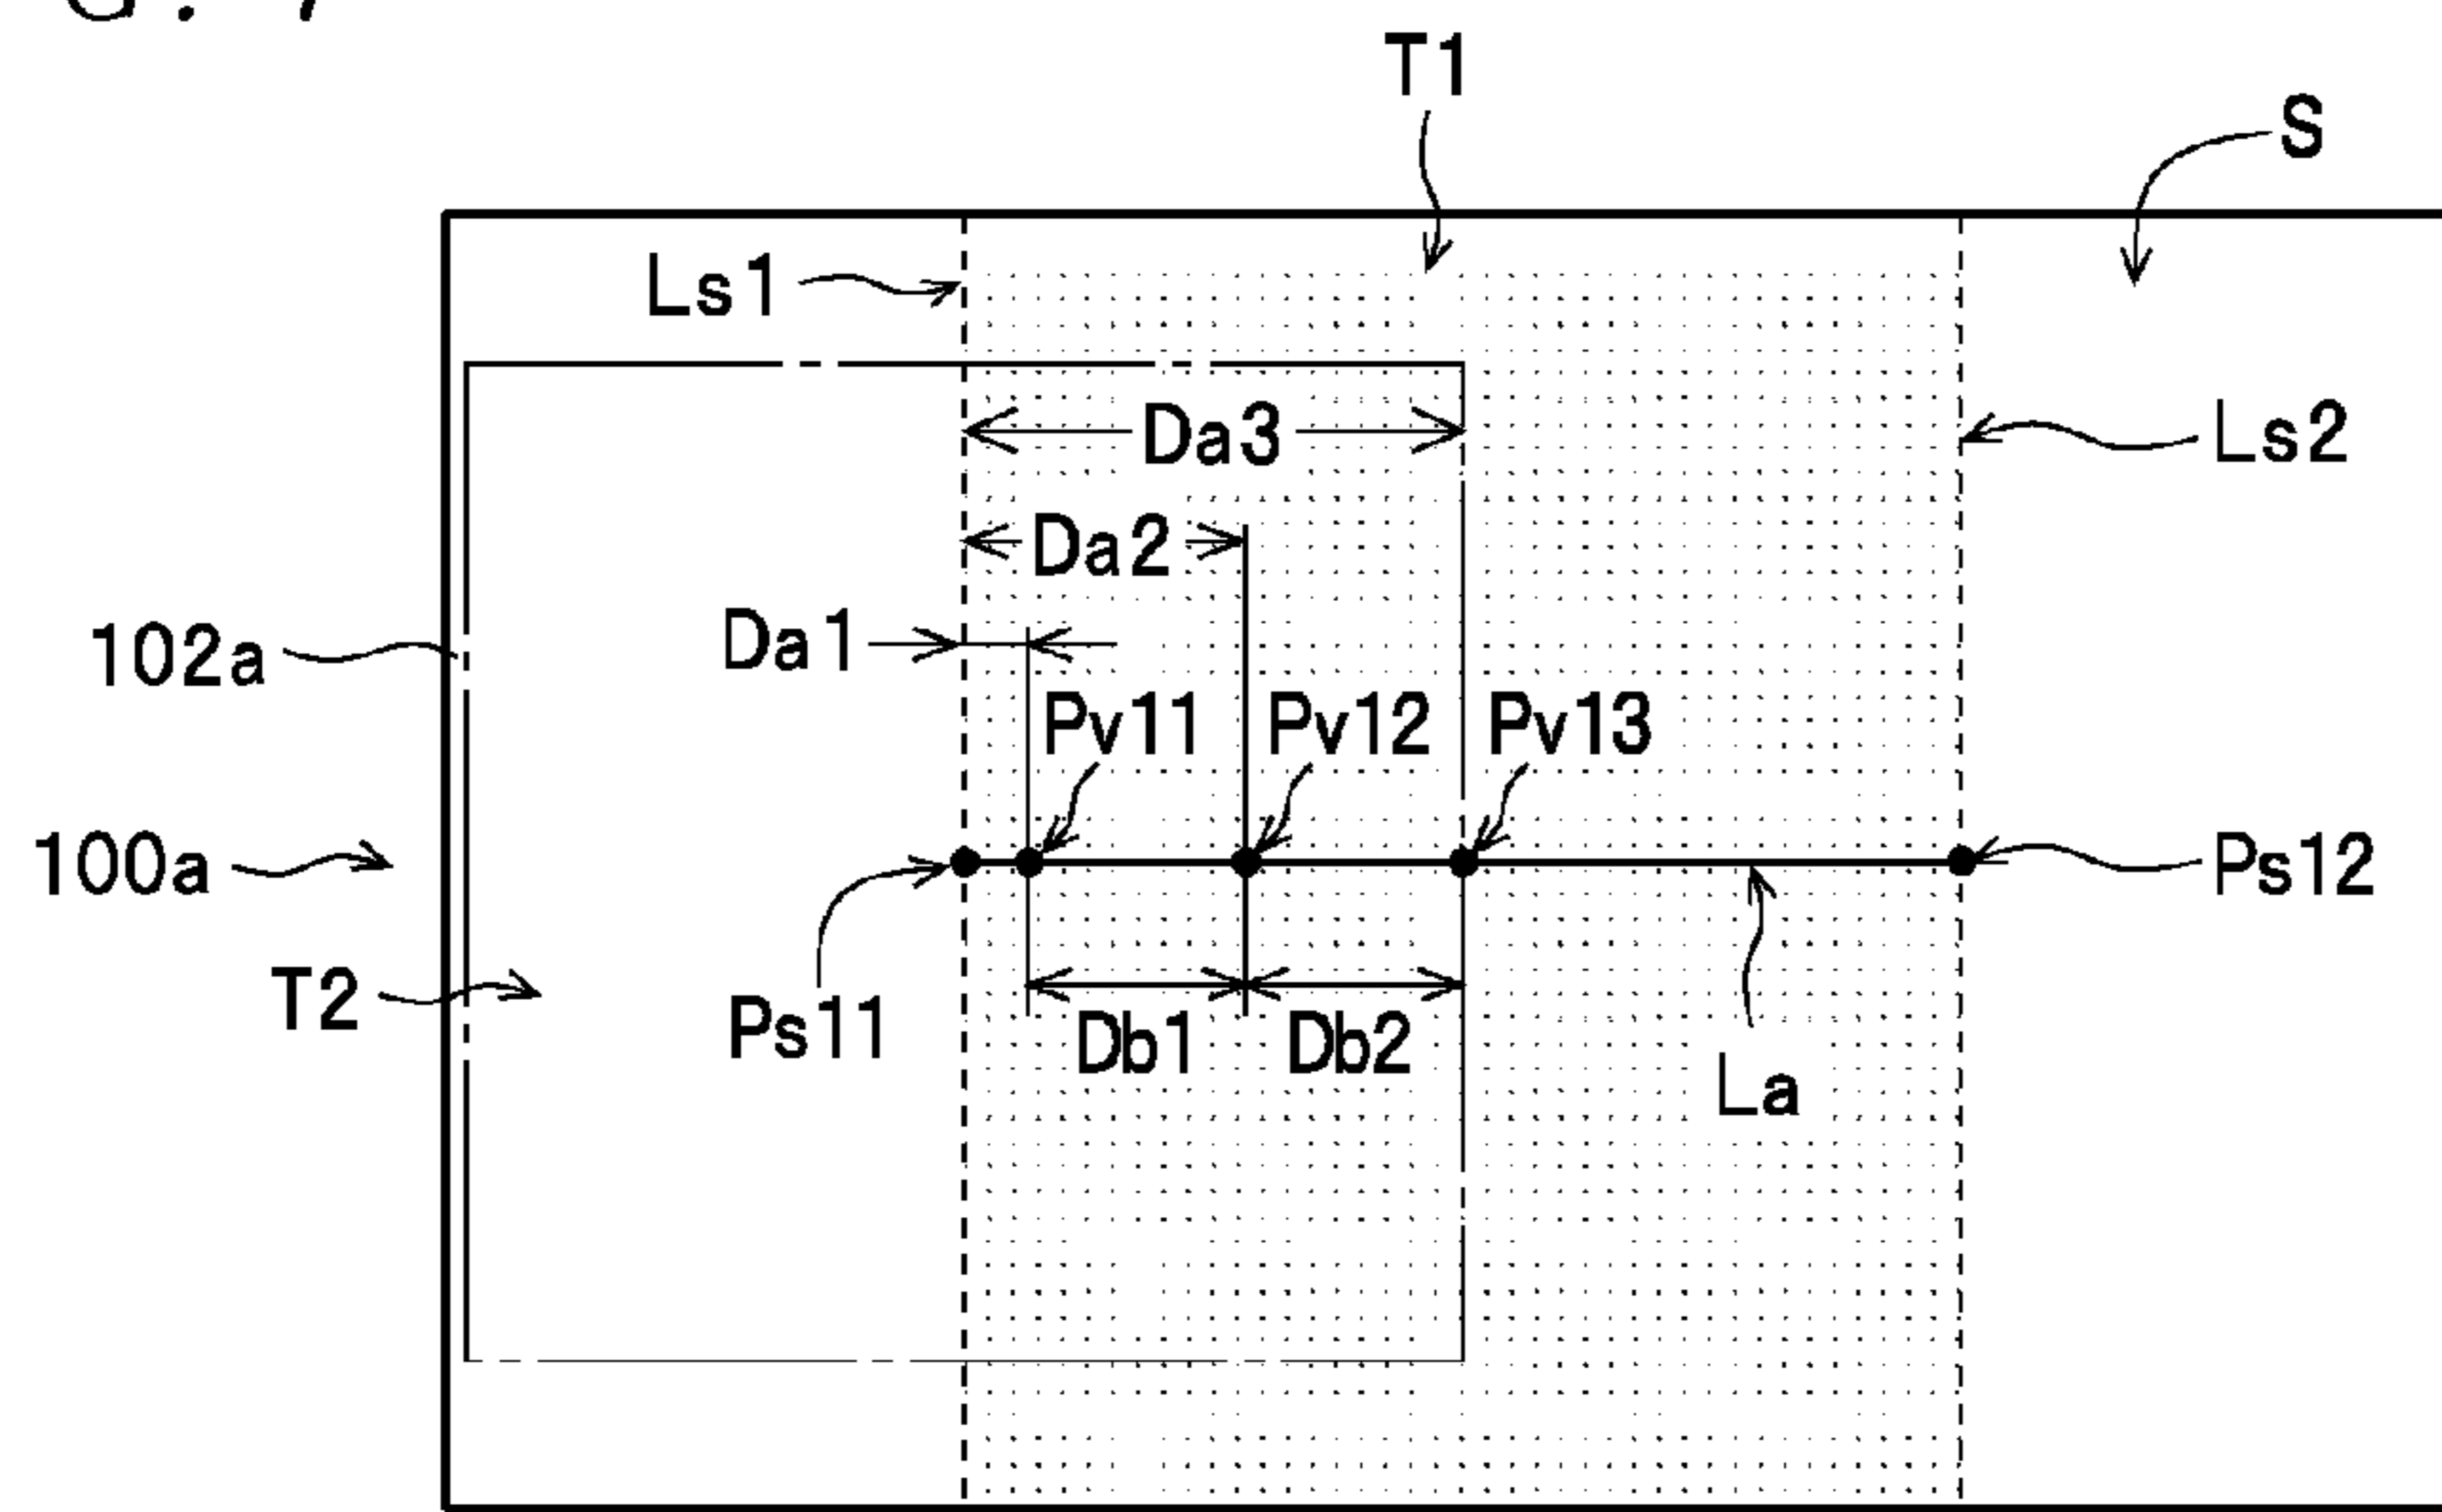 T1
S
Ls1
Da3
Ls2
Da2
Da1
102a
Pv11 Pv12 Pv13
100a
Ps12
T2
Ps11
Db1 Db2
La